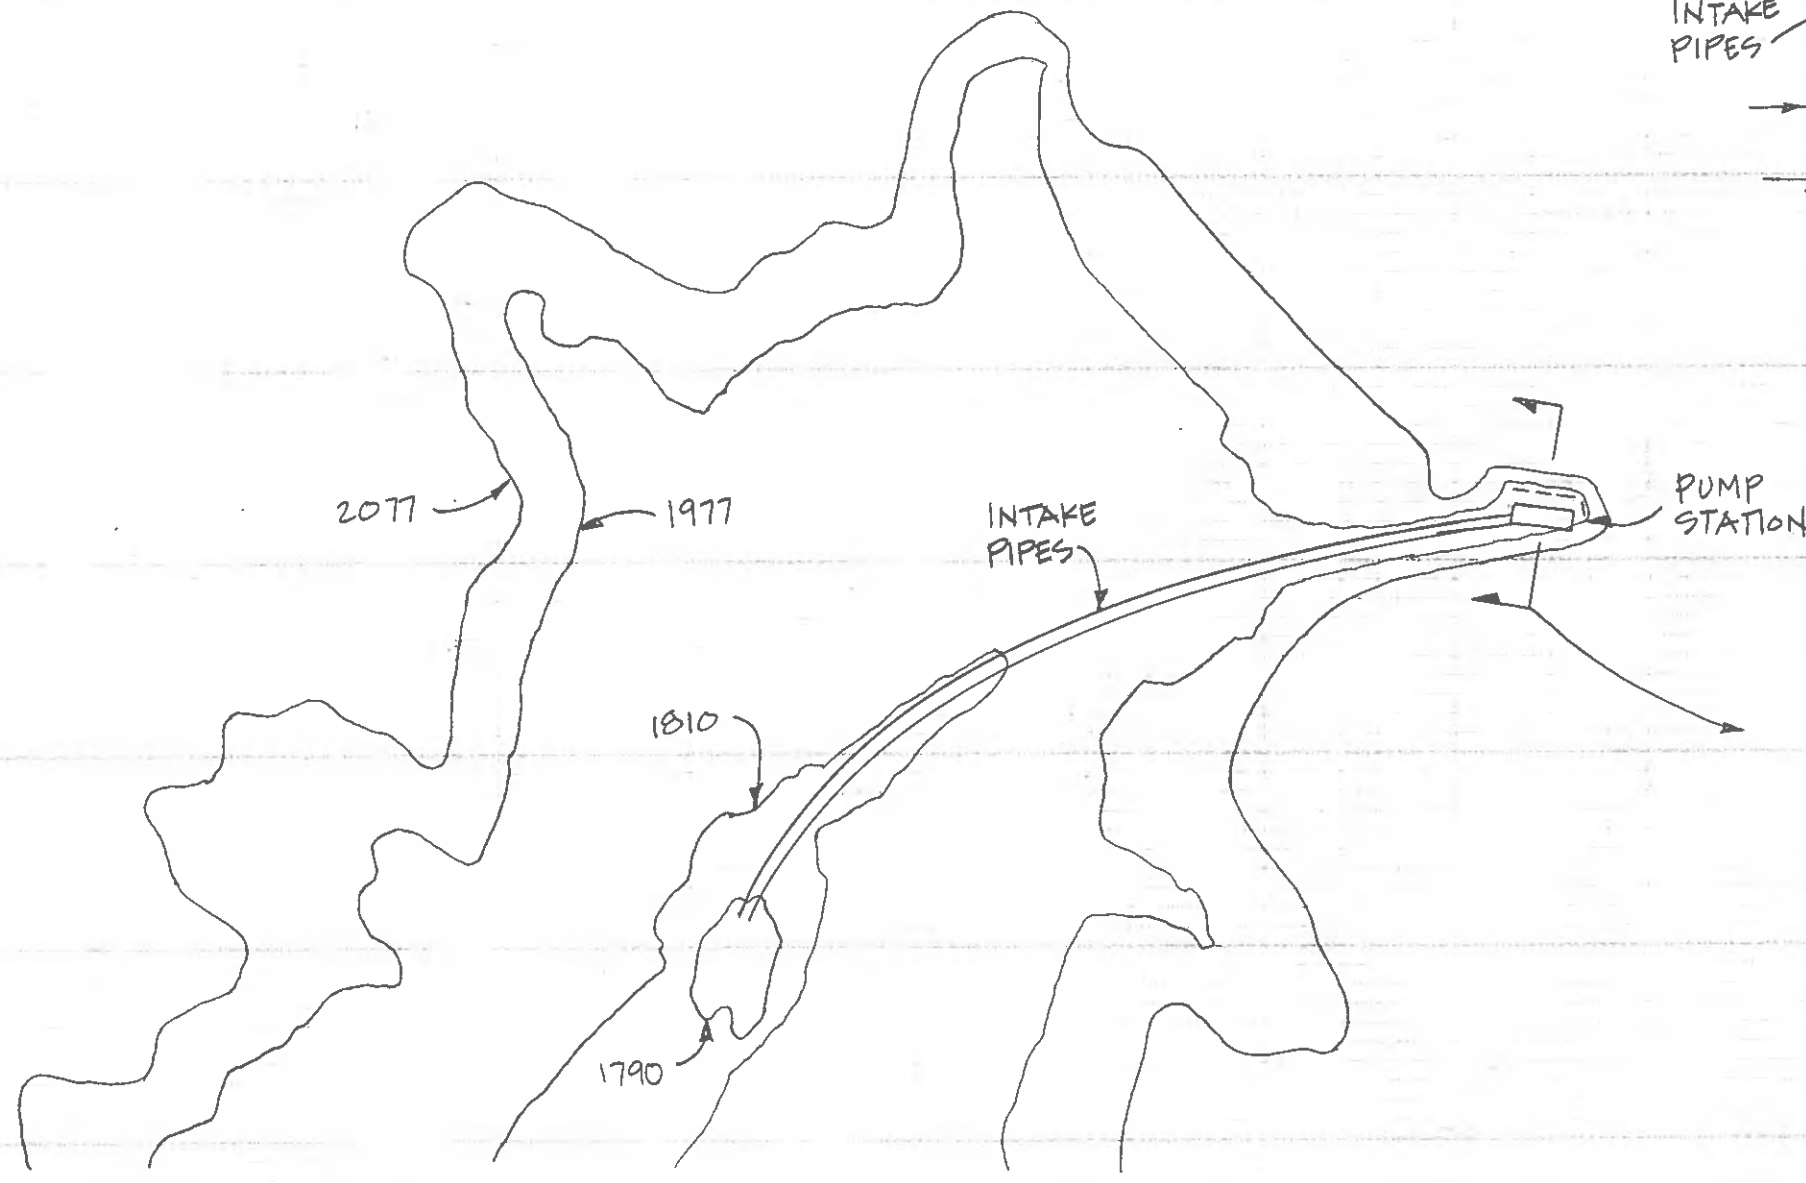 INTAKE
PIPES
2077
1977
INTAKE
PIPES
PUMP
STATION
1810
1790